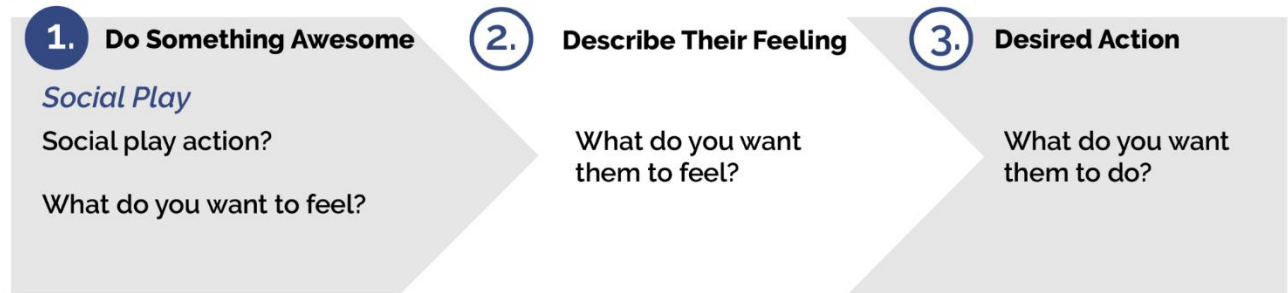 1. Do Something Awesome
Social Play
Social play action?
What do you want to feel?
2. Describe Their Feeling
What do you want
them to feel?
3. Desired Action
What do you want
them to do?